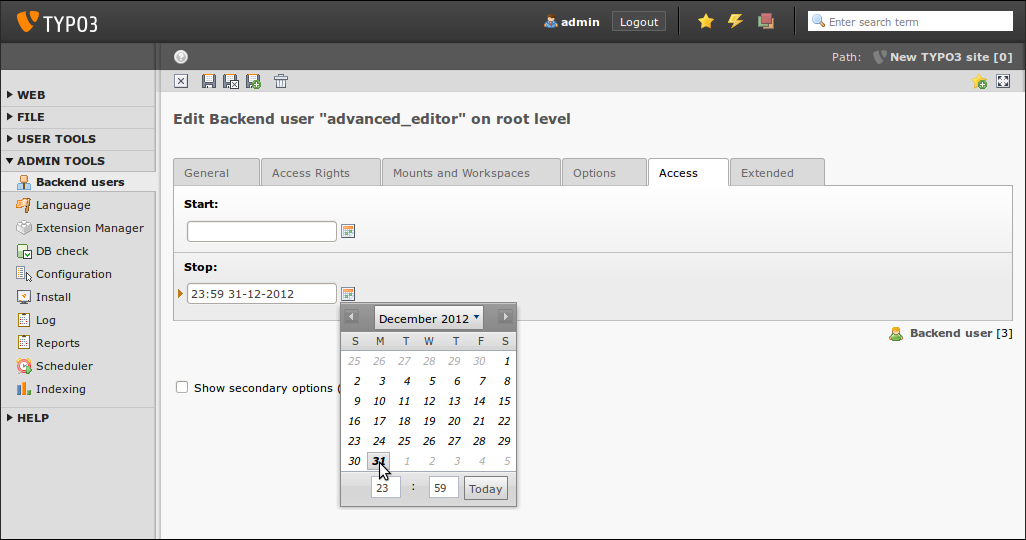 TYPO3
admin
Logout
Enter search term
Path: New TYPO3 site [0]
WEB
FILE
USER TOOLS
ADMIN TOOLS
Backend users
Language
Extension Manager
DB check
Configuration
Install
Log
Reports
Scheduler
Indexing
HELP
Edit Backend user "advanced_editor" on root level
General Access Rights Mounts and Workspaces Options Access Extended
Start:
Stop:
23:59 31-12-2012
Backend user [3]
Show secondary options (
December 2012
S M T W T F S
25 26 27 28 29 30 1
2 3 4 5 6 7 8
9 10 11 12 13 14 15
16 17 18 19 20 21 22
23 24 25 26 27 28 29
30 31 1 2 3 4 5
23 : 59 Today